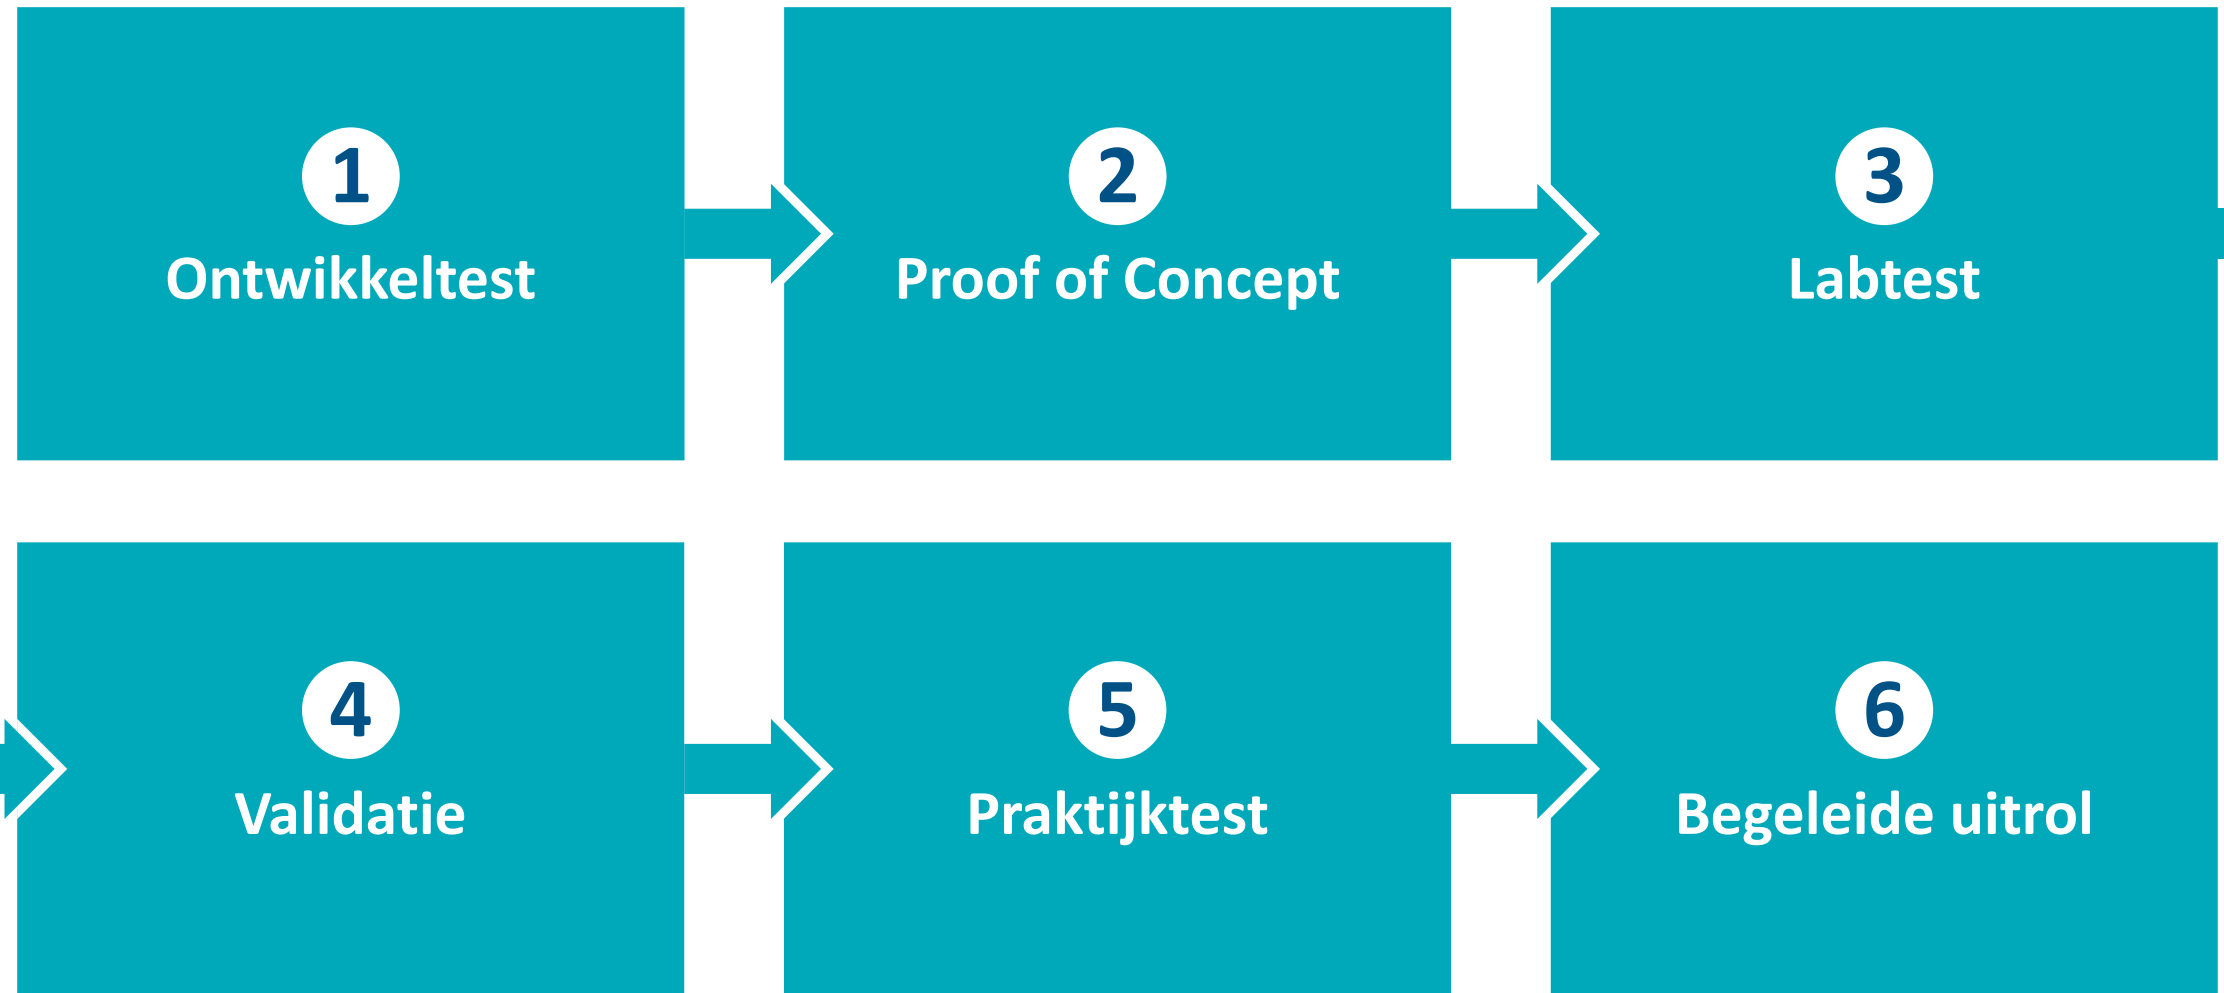 1
Ontwikkeltest
2
Proof of Concept
3
Labtest
4
Validatie
5
Praktijktest
6
Begeleide uitrol